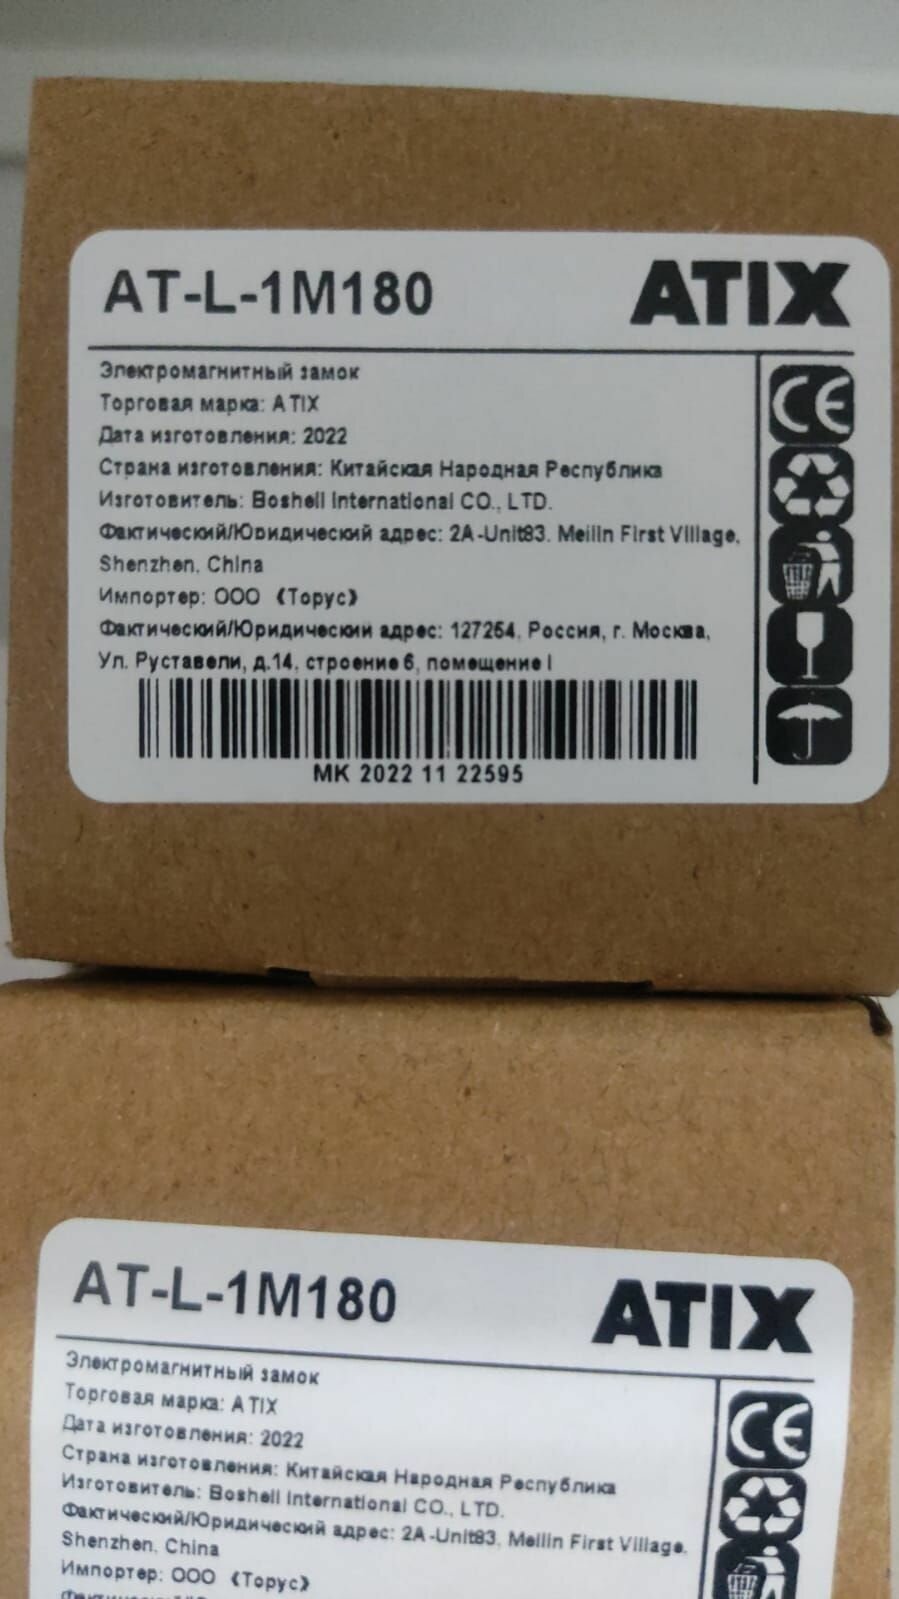 AT-L-1M180 ATIX
Электромагнитный замок
Торговая марка: ATIX
Дата изготовления: 2022
Страна изготовления: Китайская Народная Республика
Изготовитель: Boshell International CO., LTD.
Фактический/Юридический адрес: 2A-Unit83, Meilin First Village,
Shenzhen, China
Импортер: ООО 《Торус》
Фактический/Юридический адрес: 127254, Россия, г. Москва,
Ул. Руставели, д.14, строение 6, помещение I
МК 2022 11 22595
CE
AT-L-1M180 ATIX
Электромагнитный замок
Торговая марка: ATIX
Дата изготовления: 2022
Страна изготовления: Китайская Народная Республика
Изготовитель: Boshell International CO., LTD.
Фактический/Юридический адрес: 2A-Unit83, Meilin First Village,
Shenzhen, China
Импортер: ООО 《Торус》
CE